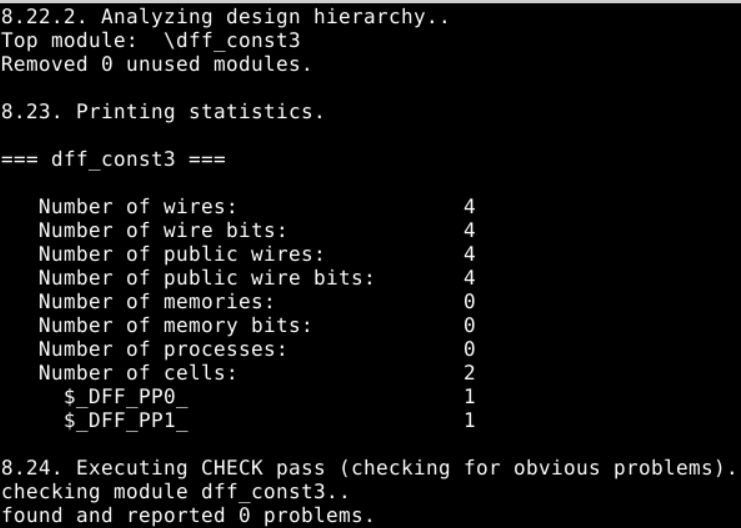 8.22.2. Analyzing design hierarchy..
Top module:  \dff_const3
Removed 0 unused modules.

8.23. Printing statistics.

=== dff_const3 ===

   Number of wires:                  4
   Number of wire bits:              4
   Number of public wires:           4
   Number of public wire bits:       4
   Number of memories:               0
   Number of memory bits:            0
   Number of processes:              0
   Number of cells:                  2
     $_DFF_PP0_                      1
     $_DFF_PP1_                      1

8.24. Executing CHECK pass (checking for obvious problems).
checking module dff_const3..
found and reported 0 problems.